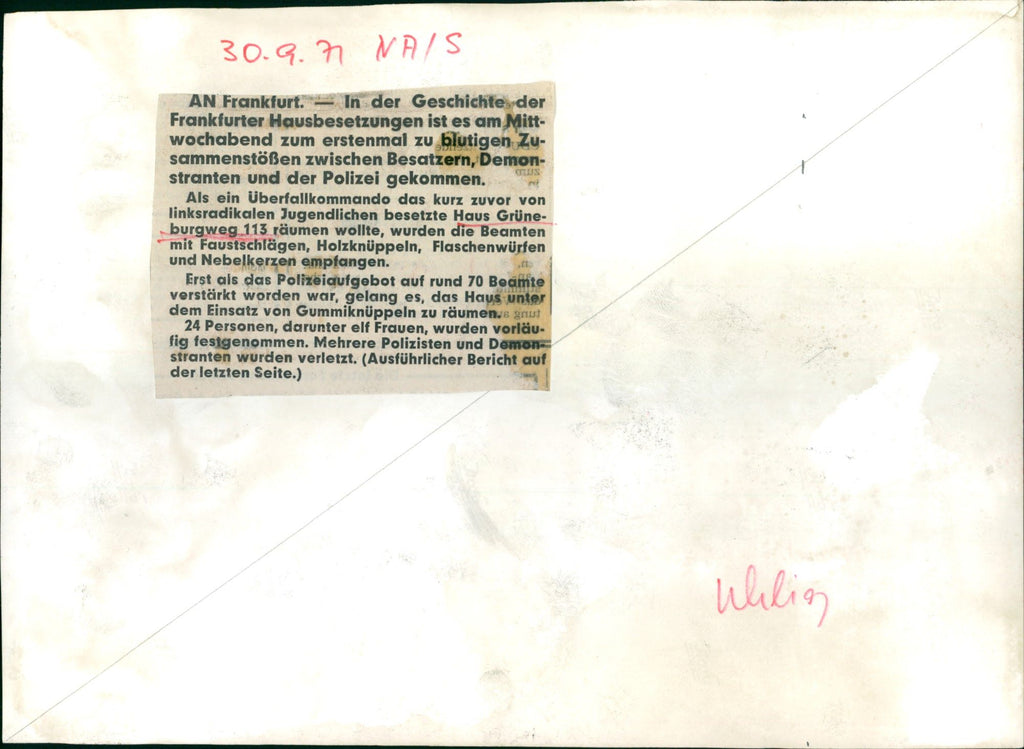 30.9.71 NA/S
AN Frankfurt. — In der Geschichte der
Frankfurter Hausbesetzungen ist es am Mitt-
wochabend zum erstenmal zu blutigen Zu-
sammenstößen zwischen Besatzern, Demon-
stranten und der Polizei gekommen.
Als ein Überfallkommando das kurz zuvor von
linksradikalen Jugendlichen besetzte Haus Grüne-
burgweg 113 räumen wollte, wurden die Beamten
mit Faustschlägen, Holzknüppeln, Flaschenwürfen
und Nebelkerzen empfangen.
Erst als das Polizeiaufgebot auf rund 70 Beamte
verstärkt worden war, gelang es, das Haus unter
dem Einsatz von Gummiknüppeln zu räumen.
24 Personen, darunter elf Frauen, wurden vorläu-
fig festgenommen. Mehrere Polizisten und Demon-
stranten wurden verletzt. (Ausführlicher Bericht auf
der letzten Seite.)